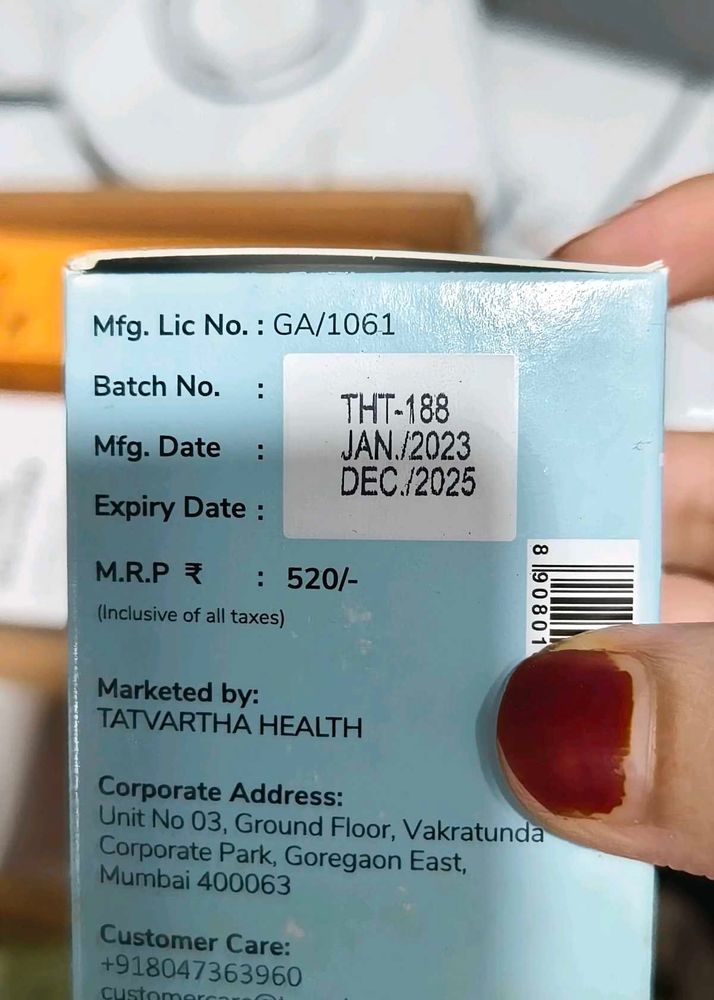 Mfg. Lic No. : GA/1061
Batch No. : THT-188
Mfg. Date : JAN./2023
Expiry Date : DEC./2025
M.R.P ₹ : 520/-
(Inclusive of all taxes)
8 90801
Marketed by:
TATVARTHA HEALTH
Corporate Address:
Unit No 03, Ground Floor, Vakratunda
Corporate Park, Goregaon East,
Mumbai 400063
Customer Care:
+918047363960